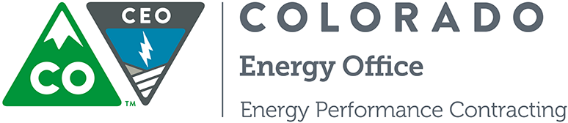 CO
TM
CEO
COLORADO
Energy Office
Energy Performance Contracting